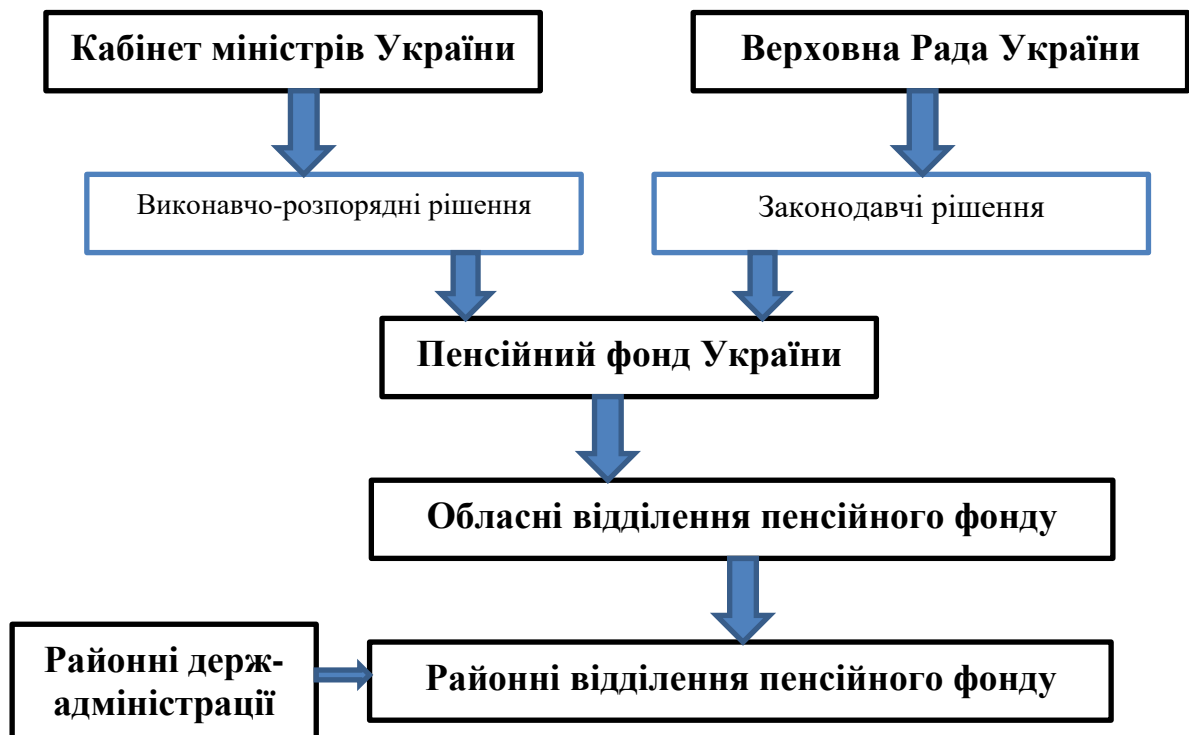 Кабінет міністрів України
Верховна Рада України
Виконавчо-розпорядні рішення
Законодавчі рішення
Пенсійний фонд України
Обласні відділення пенсійного фонду
Районні держ-
адміністрації
Районні відділення пенсійного фонду